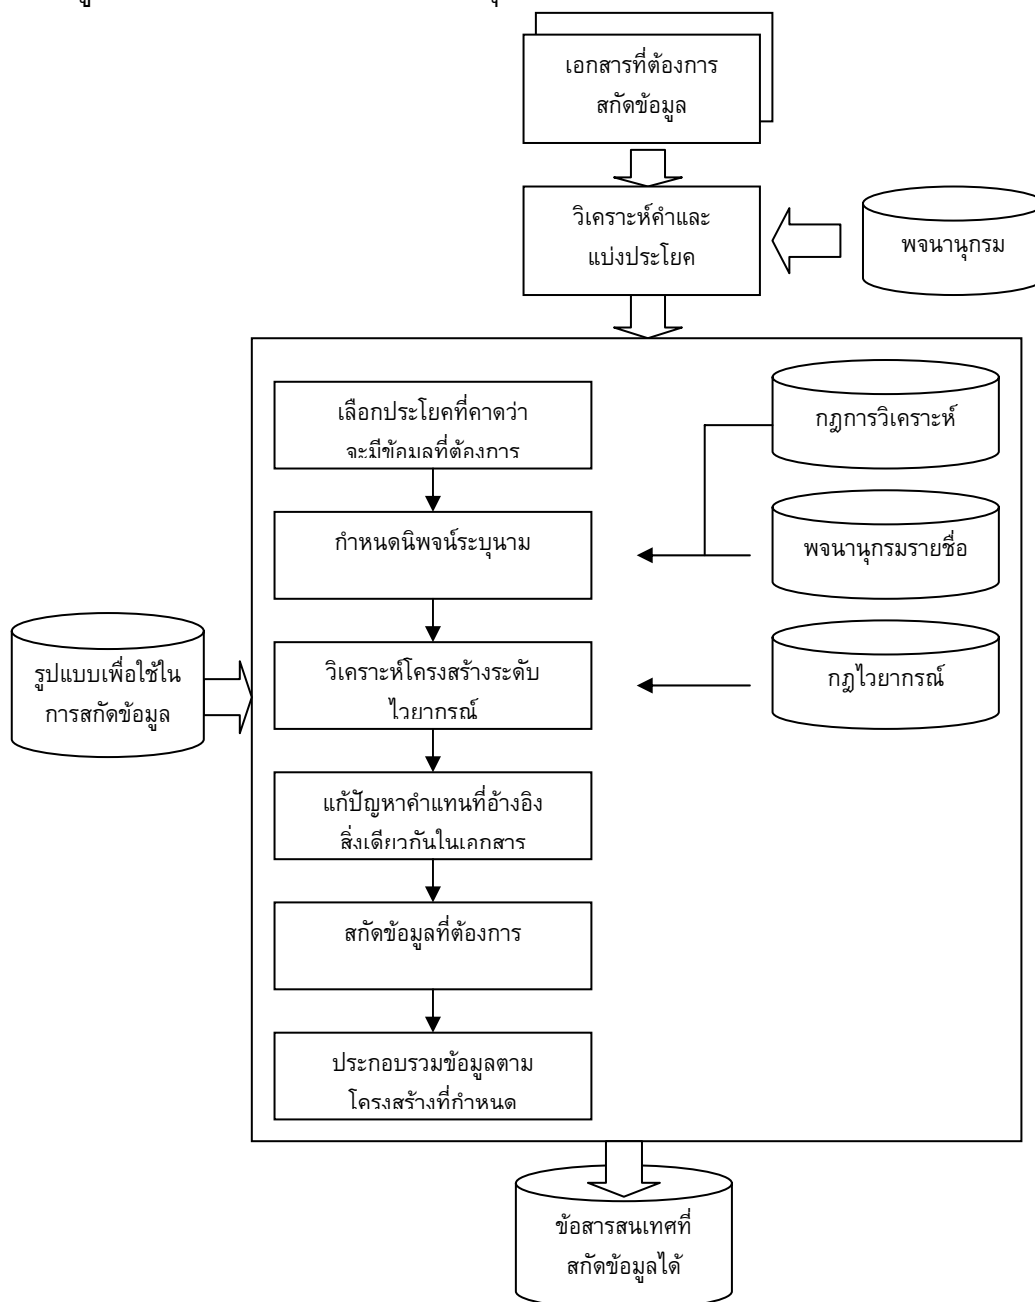 เอกสารที่ต้องการ
สกัดข้อมูล
วิเคราะห์คำและ
แบ่งประโยค
พจนานุกรม
เลือกประโยคที่คาดว่า
จะมีข้อมูลที่ต้องการ
กฎการวิเคราะห์
กำหนดนิพจน์ระบุนาม
พจนานุกรมรายชื่อ
รูปแบบเพื่อใช้ใน
การสกัดข้อมูล
วิเคราะห์โครงสร้างระดับ
ไวยากรณ์
กฎไวยากรณ์
แก้ปัญหาคำแทนที่อ้างอิง
สิ่งเดียวกันในเอกสาร
สกัดข้อมูลที่ต้องการ
ประกอบรวมข้อมูลตาม
โครงสร้างที่กำหนด
ข้อสารสนเทศที่
สกัดข้อมูลได้